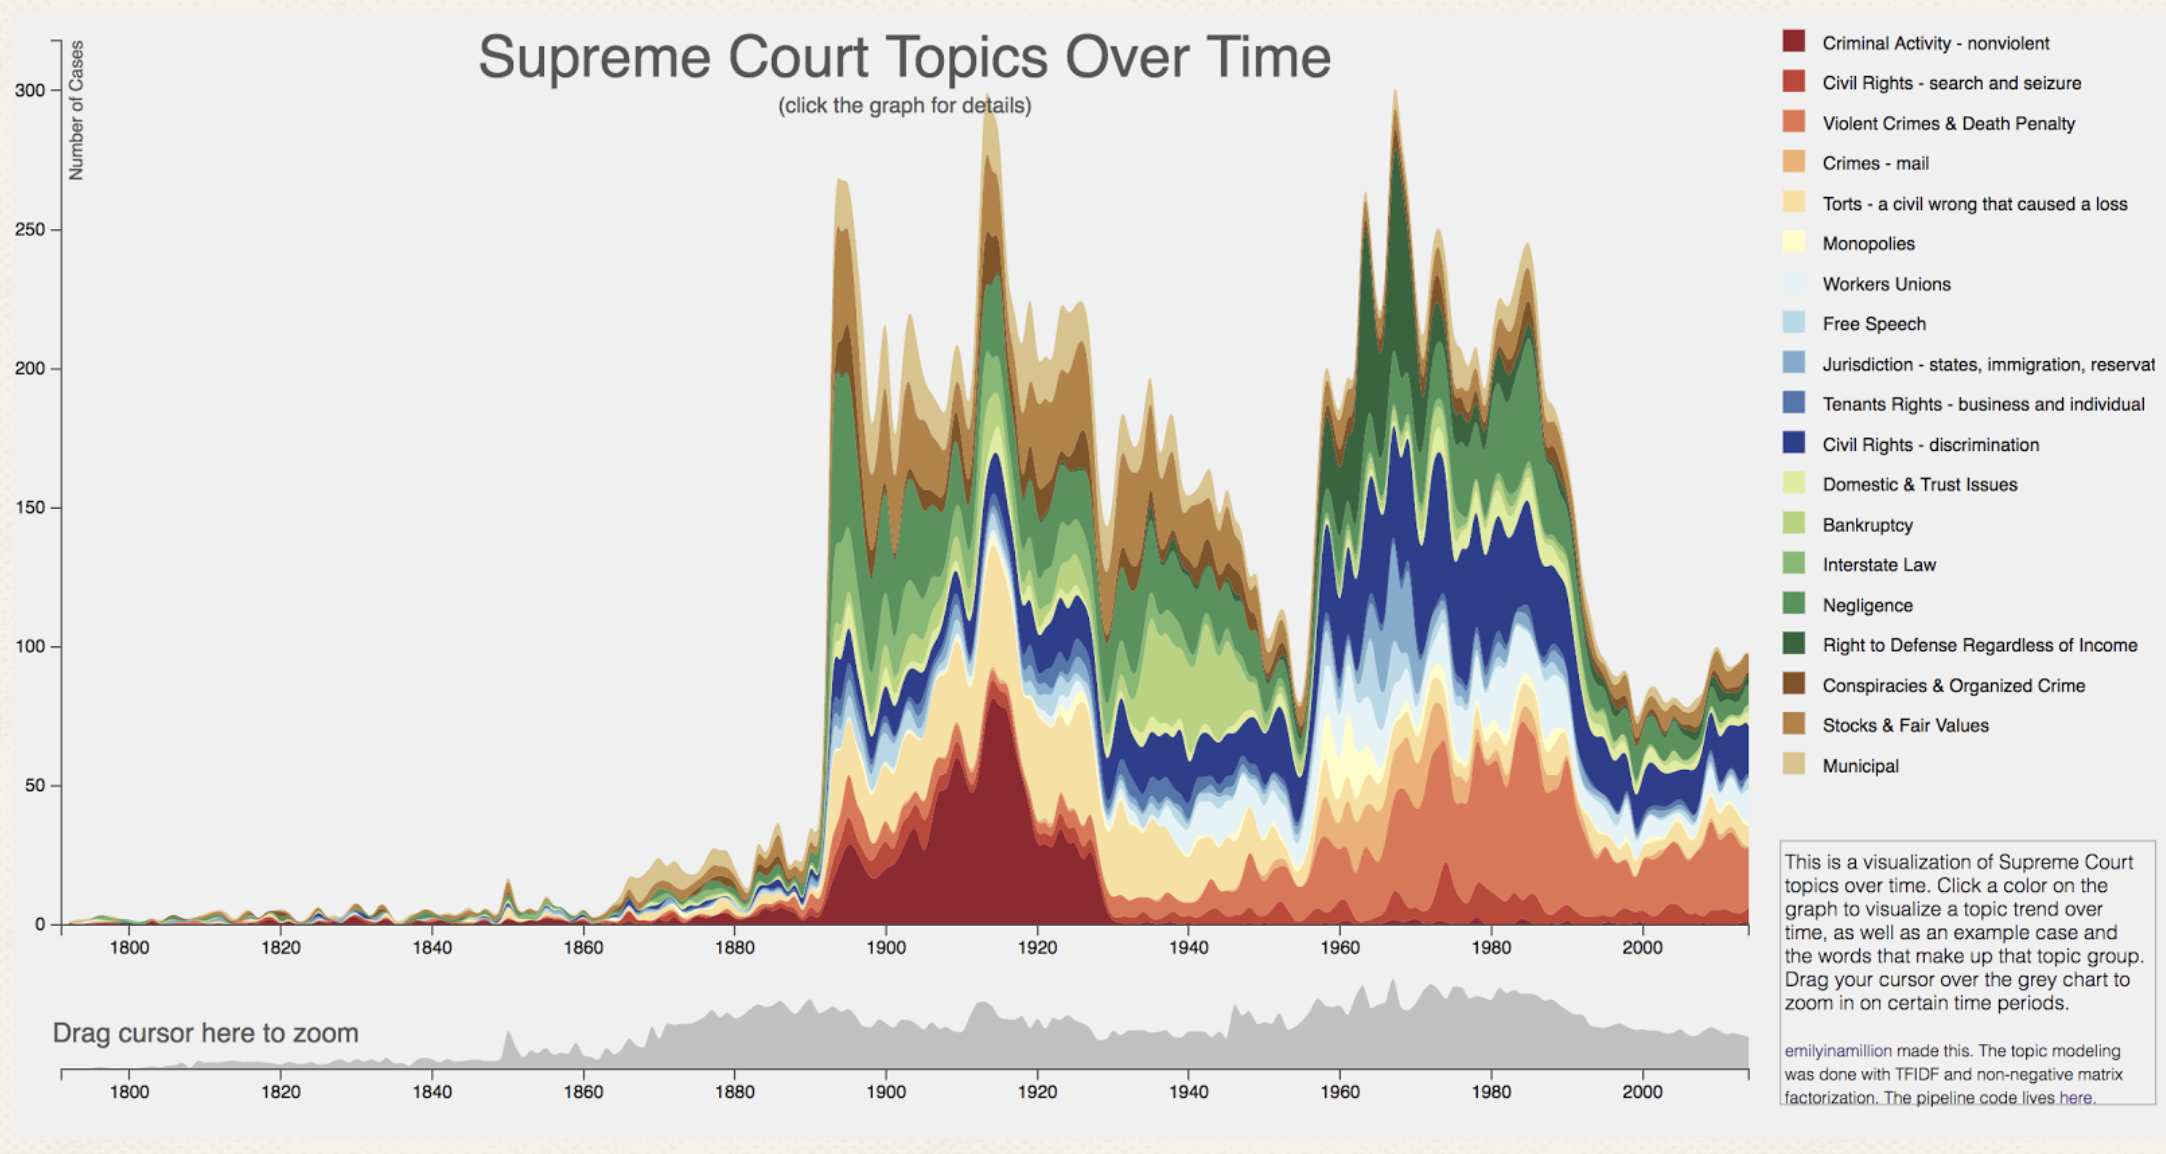 Supreme Court Topics Over Time
(click the graph for details)
Number of Cases
300
250
200
150
100
50
0
1800 1820 1840 1860 1880 1900 1920 1940 1960 1980 2000
Drag cursor here to zoom
1800 1820 1840 1860 1880 1900 1920 1940 1960 1980 2000
Criminal Activity - nonviolent
Civil Rights - search and seizure
Violent Crimes & Death Penalty
Crimes - mail
Torts - a civil wrong that caused a loss
Monopolies
Workers Unions
Free Speech
Jurisdiction - states, immigration, reservat
Tenants Rights - business and individual
Civil Rights - discrimination
Domestic & Trust Issues
Bankruptcy
Interstate Law
Negligence
Right to Defense Regardless of Income
Conspiracies & Organized Crime
Stocks & Fair Values
Municipal
This is a visualization of Supreme Court
topics over time. Click a color on the
graph to visualize a topic trend over
time, as well as an example case and
the words that make up that topic group.
Drag your cursor over the grey chart to
zoom in on certain time periods.
emilyinamillion made this. The topic modeling
was done with TFIDF and non-negative matrix
factorization. The pipeline code lives here.